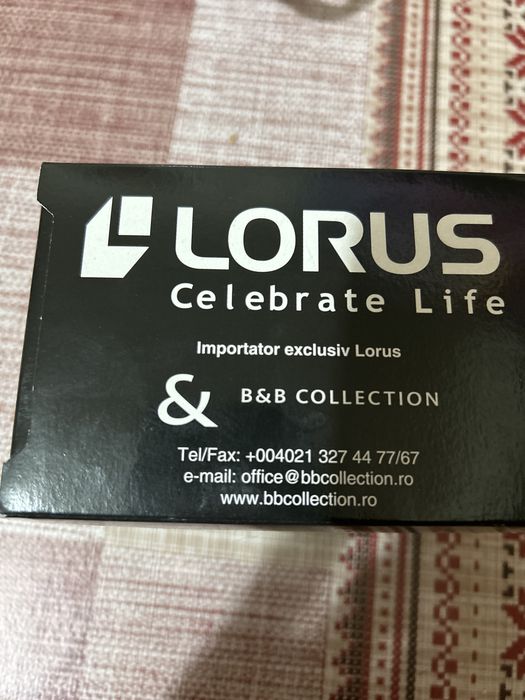 LORUS
Celebrate Life
Importator exclusiv Lorus
& B&B COLLECTION
Tel/Fax: +004021 327 44 77/67
e-mail: office@bbcollection.ro
www.bbcollection.ro